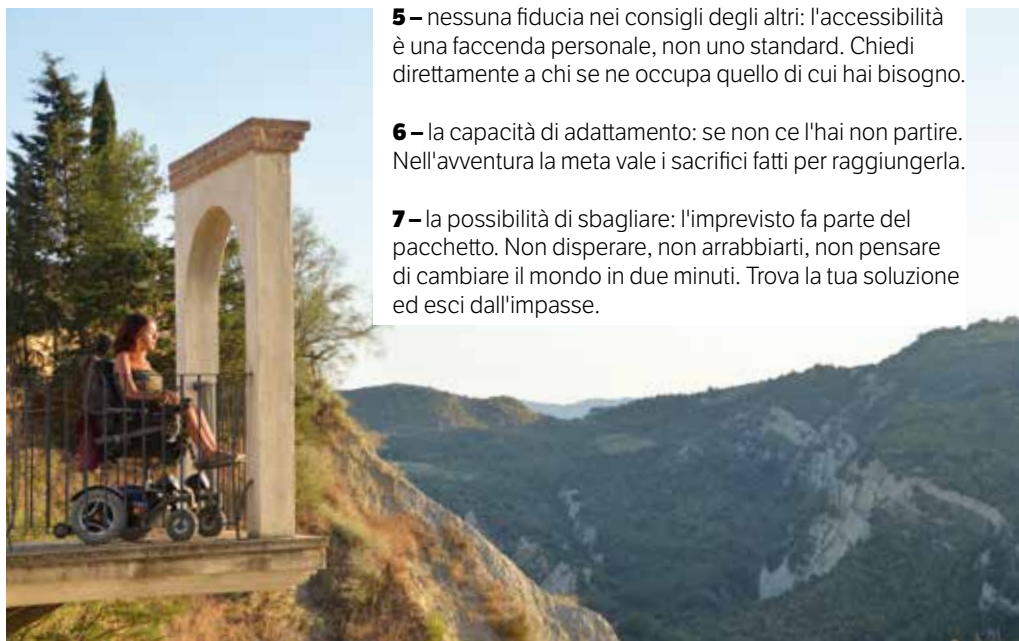 5 – nessuna fiducia nei consigli degli altri: l'accessibilità
è una faccenda personale, non uno standard. Chiedi
direttamente a chi se ne occupa quello di cui hai bisogno.
6 – la capacità di adattamento: se non ce l'hai non partire.
Nell'avventura la meta vale i sacrifici fatti per raggiungerla.
7 – la possibilità di sbagliare: l'imprevisto fa parte del
pacchetto. Non disperare, non arrabbiarti, non pensare
di cambiare il mondo in due minuti. Trova la tua soluzione
ed esci dall'impasse.